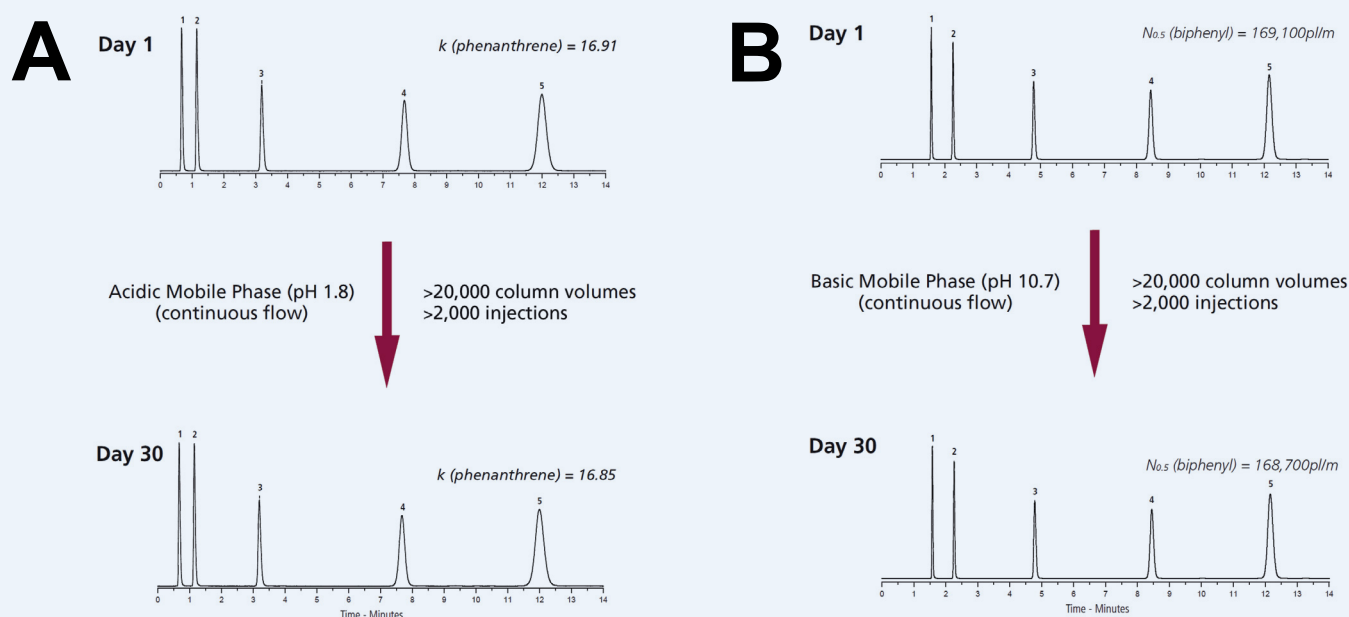 A
Day 1
k (phenanthrene) = 16.91
1 2
3
4
5
0 1 2 3 4 5 6 7 8 9 10 11 12 13 14
Acidic Mobile Phase (pH 1.8)
(continuous flow)
>20,000 column volumes
>2,000 injections
Day 30
k (phenanthrene) = 16.85
1 2
3
4
5
0 1 2 3 4 5 6 7 8 9 10 11 12 13 14
Time - Minutes
B
Day 1
N0.5 (biphenyl) = 169,100pl/m
1
2
3
4
5
0 1 2 3 4 5 6 7 8 9 10 11 12 13 14
Basic Mobile Phase (pH 10.7)
(continuous flow)
>20,000 column volumes
>2,000 injections
Day 30
N0.5 (biphenyl) = 168,700pl/m
1
2
3
4
5
0 1 2 3 4 5 6 7 8 9 10 11 12 13 14
Time - Minutes